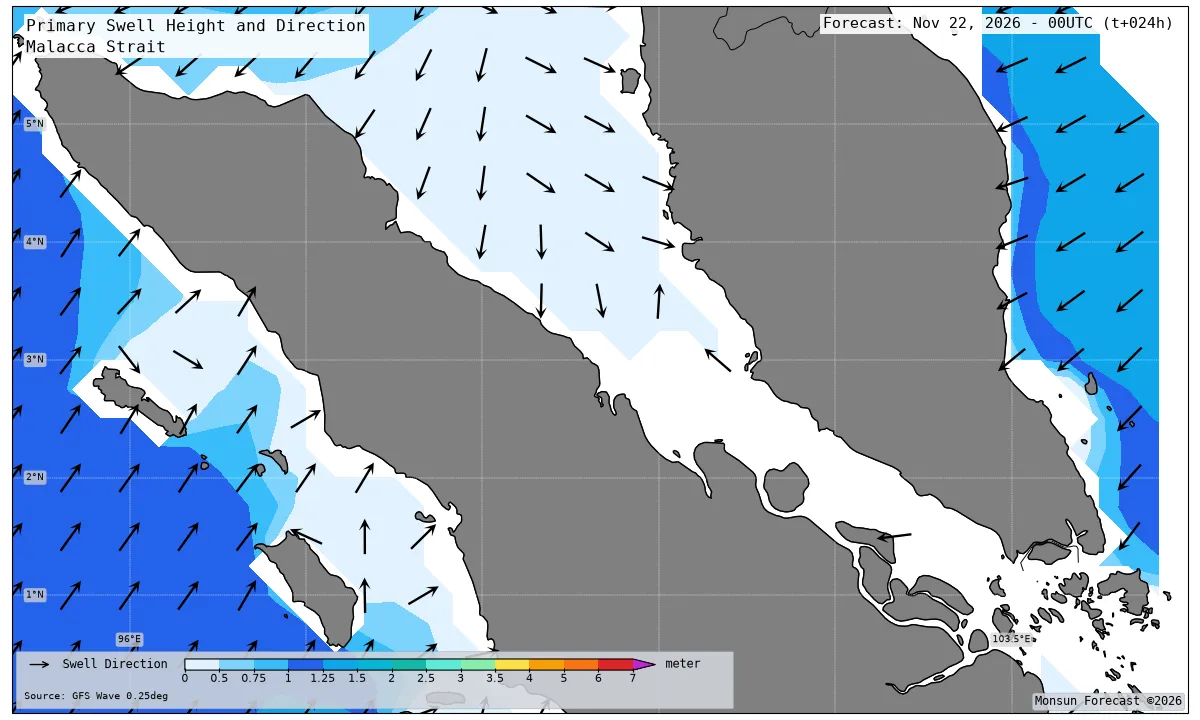 Primary Swell Height and Direction
Malacca Strait
Forecast: Nov 22, 2026 - 00UTC (t+024h)
5°N
4°N
3°N
2°N
1°N
96°E
103.5°E
Swell Direction
meter
0 0.5 0.75 1 1.25 1.5 2 2.5 3 3.5 4 5 6 7
Source: GFS Wave 0.25deg
Monsun Forecast ©2026